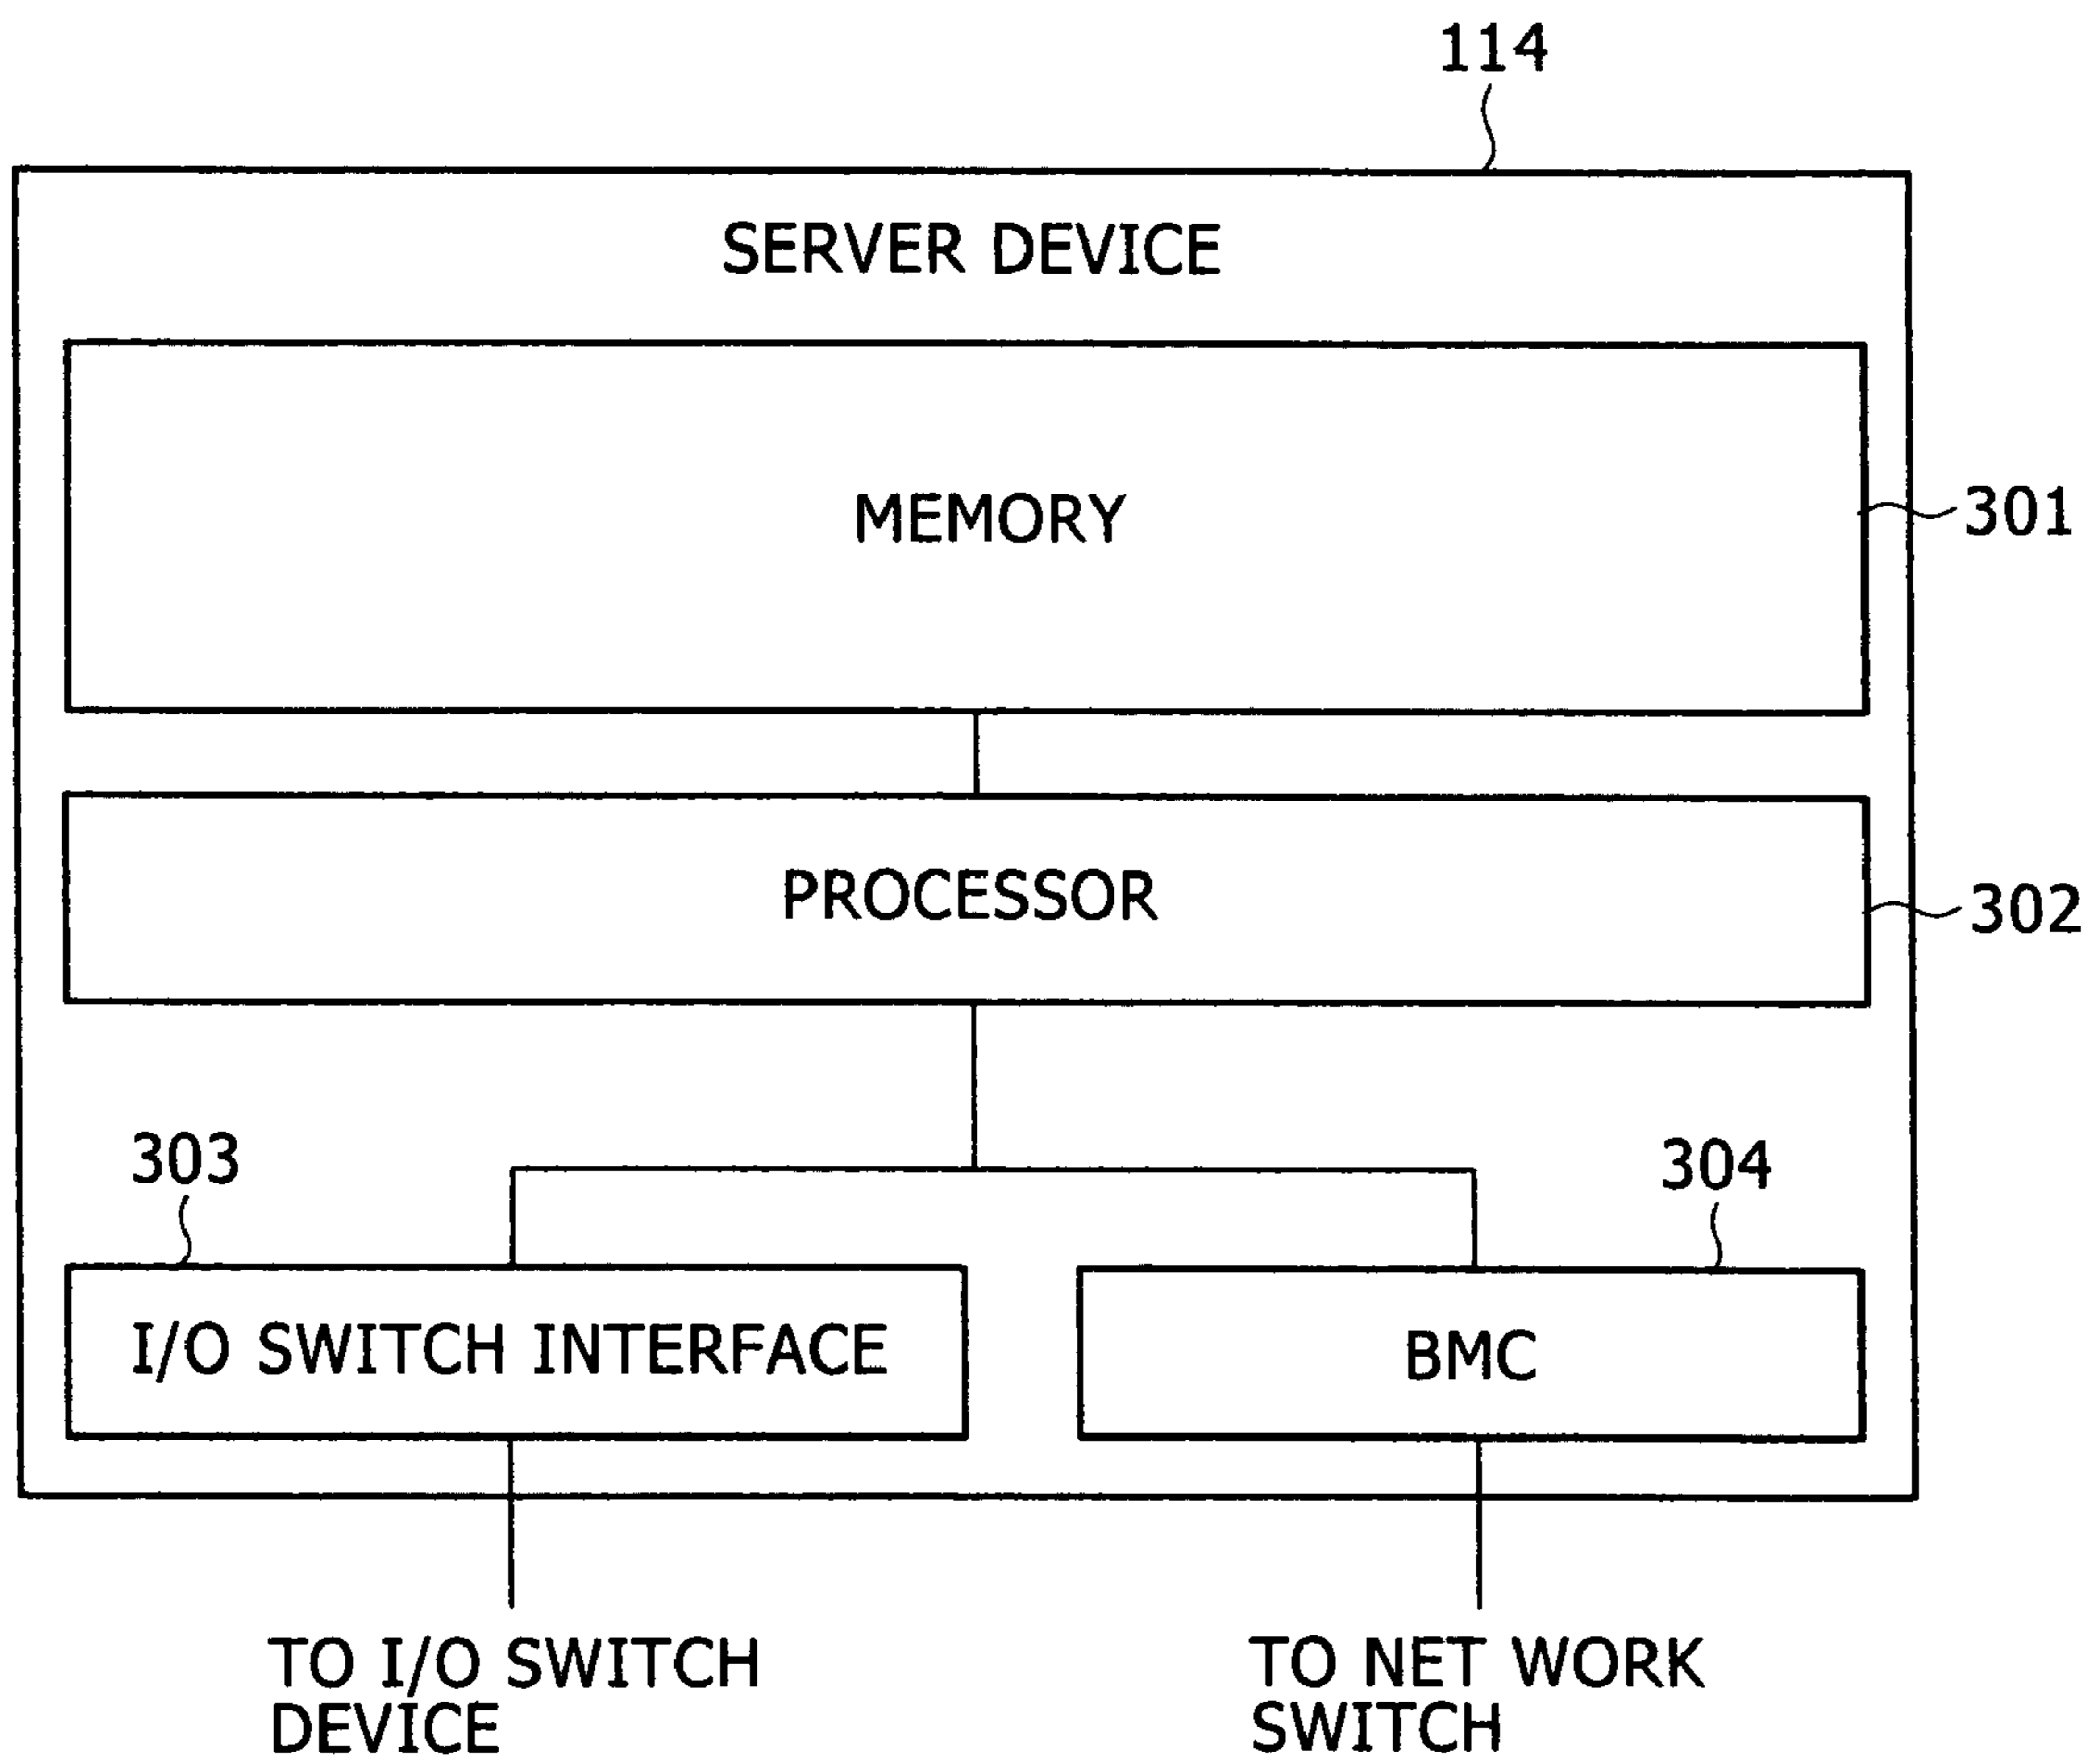 114
SERVER DEVICE
MEMORY
301
PROCESSOR
302
303
304
I/O SWITCH INTERFACE
BMC
TO I/O SWITCH
DEVICE
TO NET WORK
SWITCH